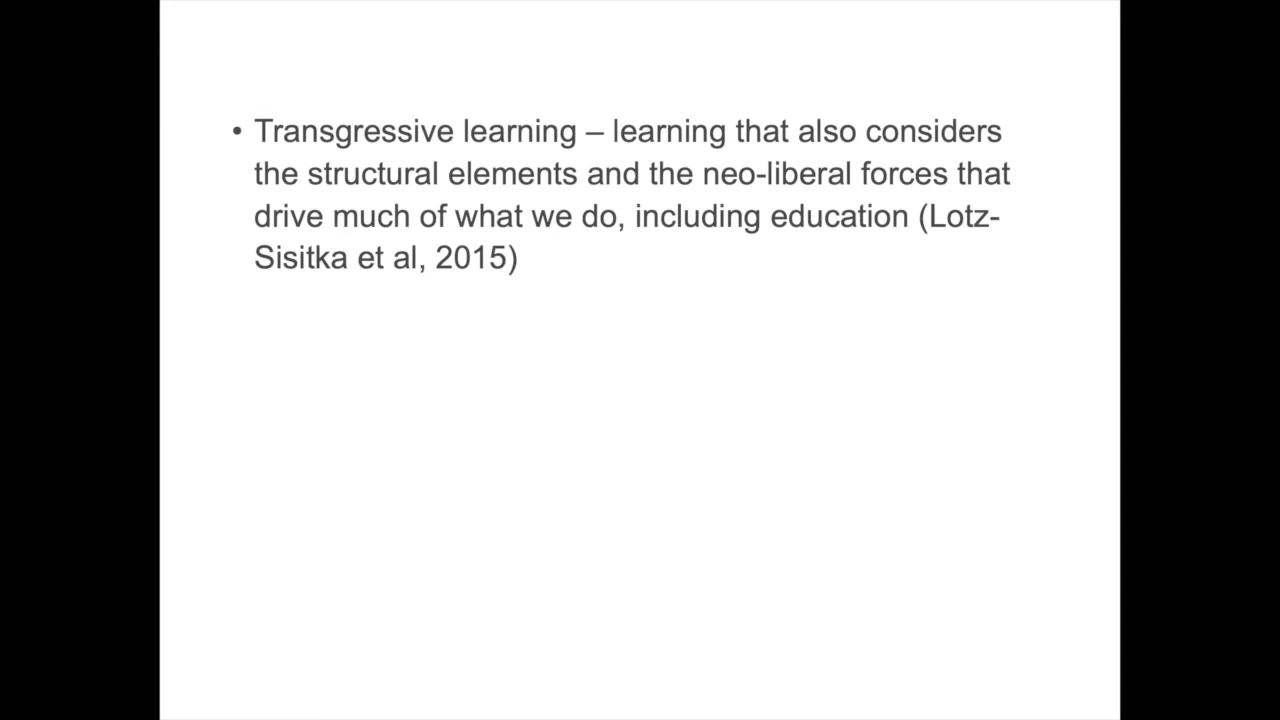 • Transgressive learning – learning that also considers
the structural elements and the neo-liberal forces that
drive much of what we do, including education (Lotz-
Sisitka et al, 2015)